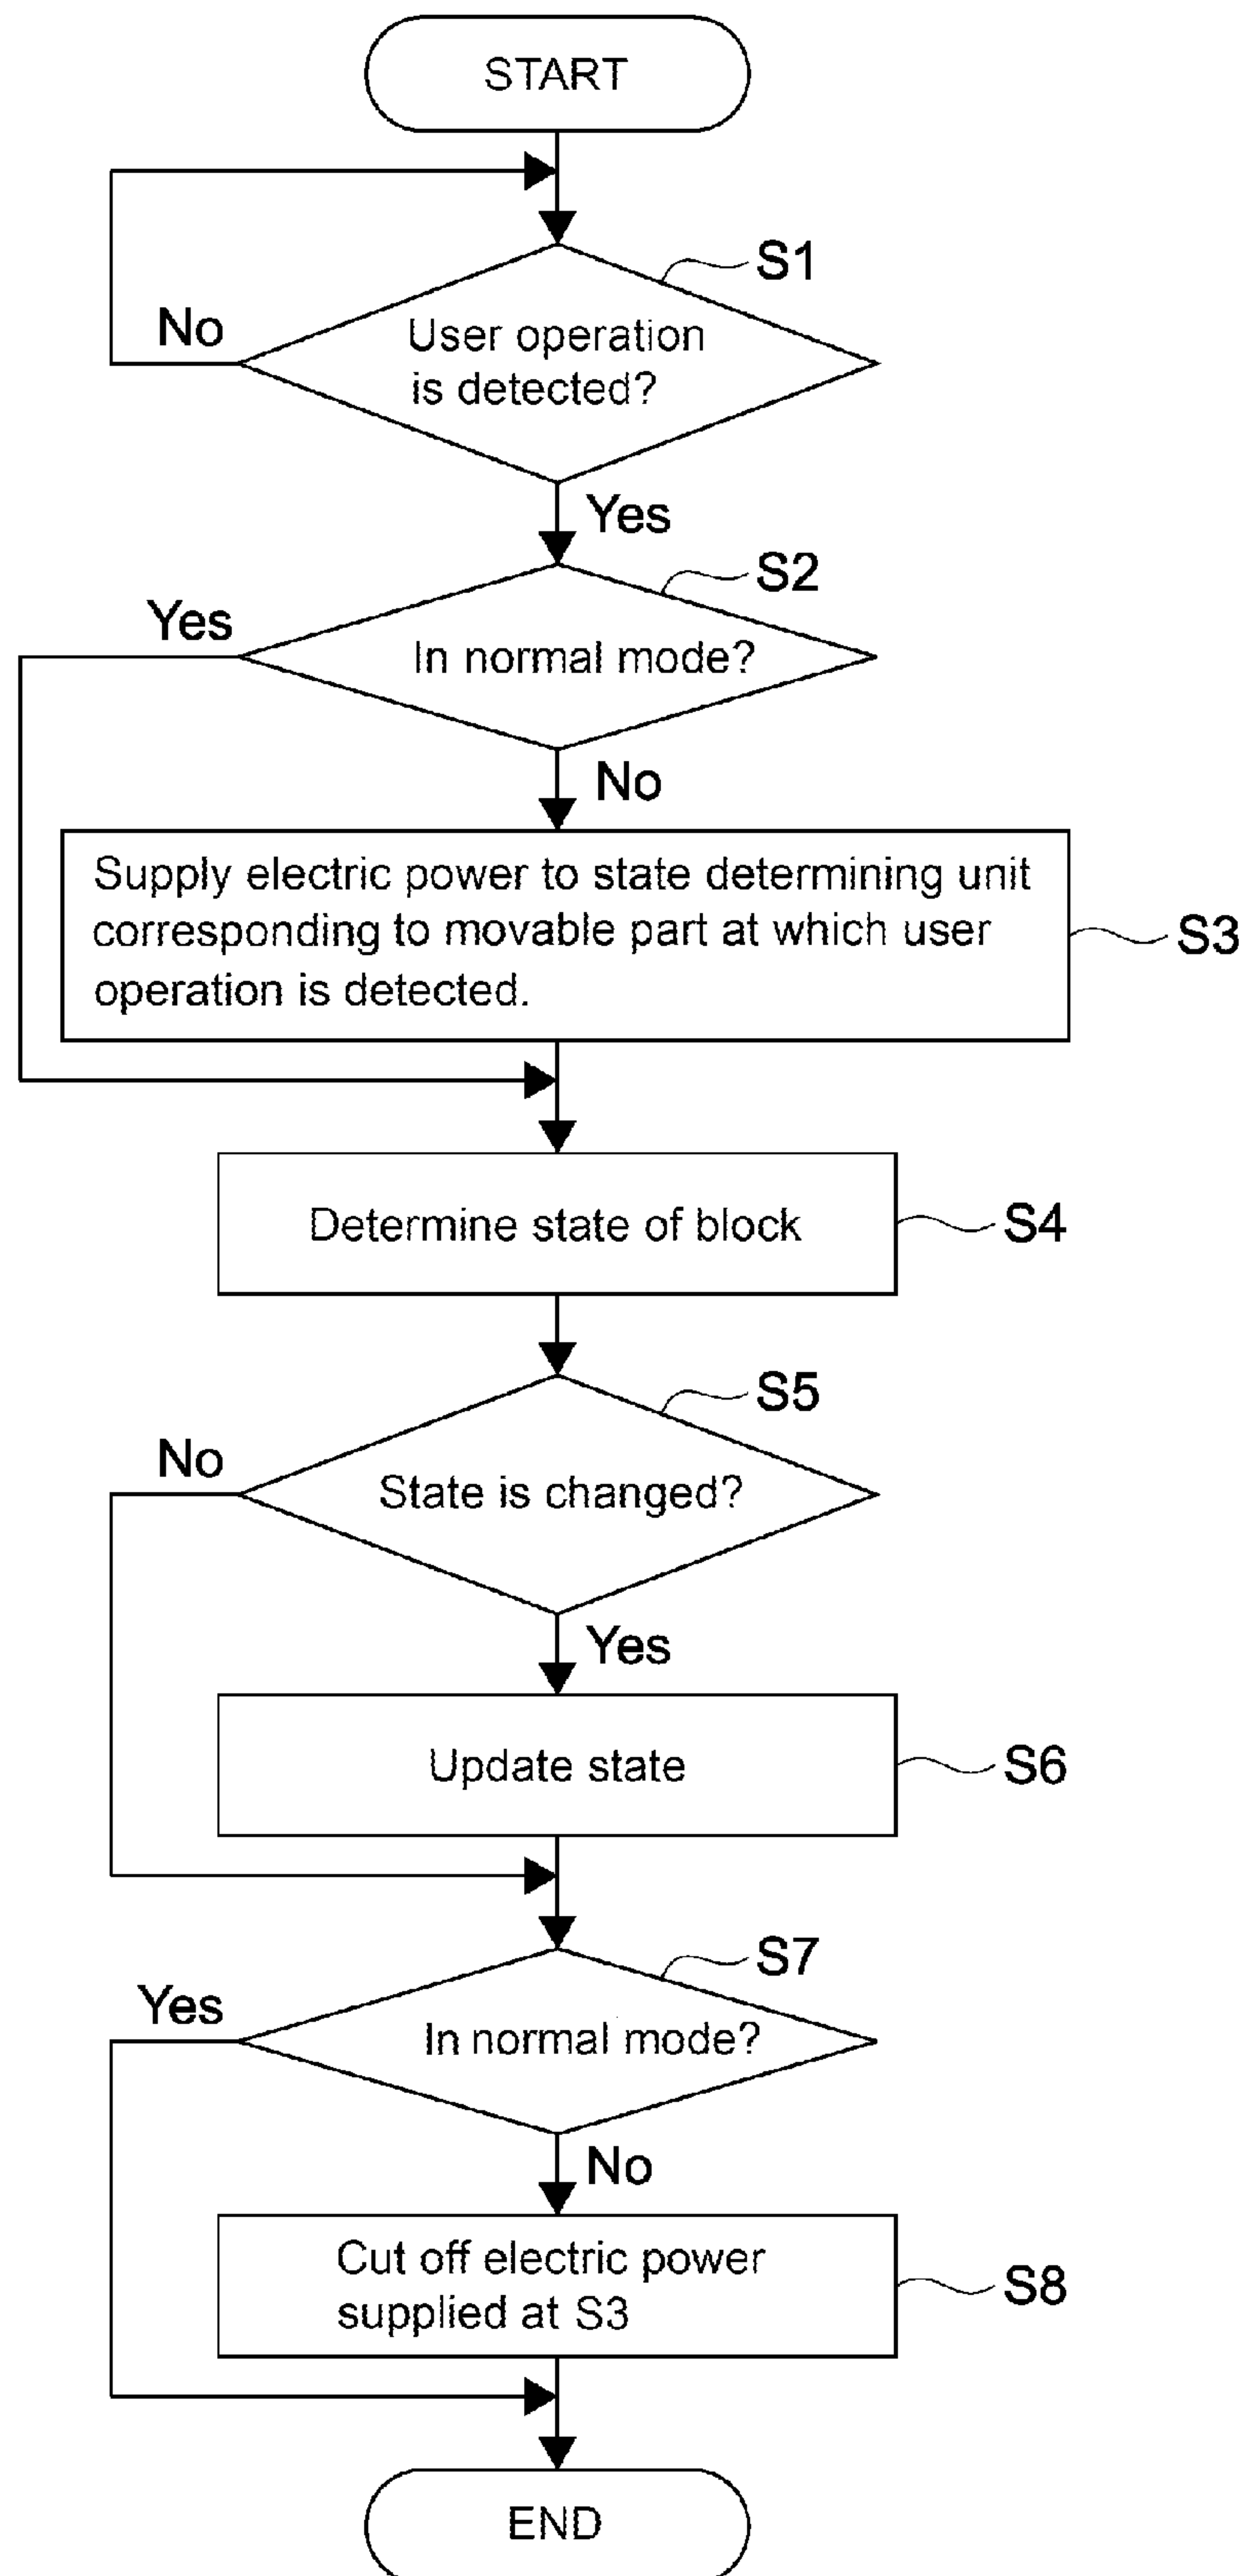 START
S1
No
User operation
is detected?
Yes
S2
Yes
In normal mode?
No
Supply electric power to state determining unit
corresponding to movable part at which user
operation is detected.
S3
Determine state of block
S4
S5
No
State is changed?
Yes
Update state
S6
S7
Yes
In normal mode?
No
Cut off electric power
supplied at S3
S8
END